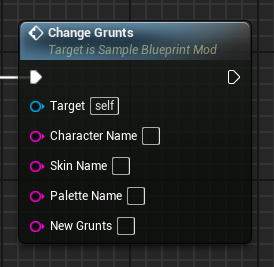 Change Grunts
Target is Sample Blueprint Mod
Target self
Character Name
Skin Name
Palette Name
New Grunts